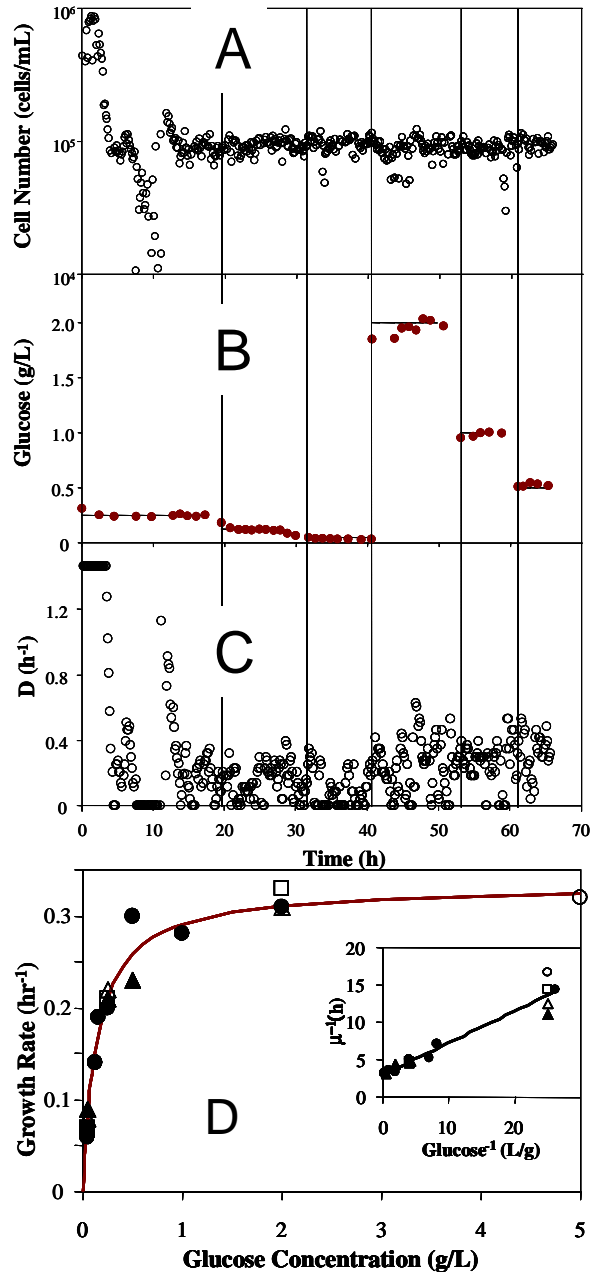 10⁶
A
Cell Number (cells/mL)
10⁵
10⁴
B
Glucose (g/L)
2.0
1.5
1.0
0.5
0
C
D (h⁻¹)
1.2
0.8
0.4
0
0 10 20 30 40 50 60 70
Time (h)
D
Growth Rate (hr⁻¹)
0.3
0.2
0.1
0
0 1 2 3 4 5
Glucose Concentration (g/L)
μ⁻¹(h)
20
15
10
5
0
0 10 20
Glucose⁻¹ (L/g)